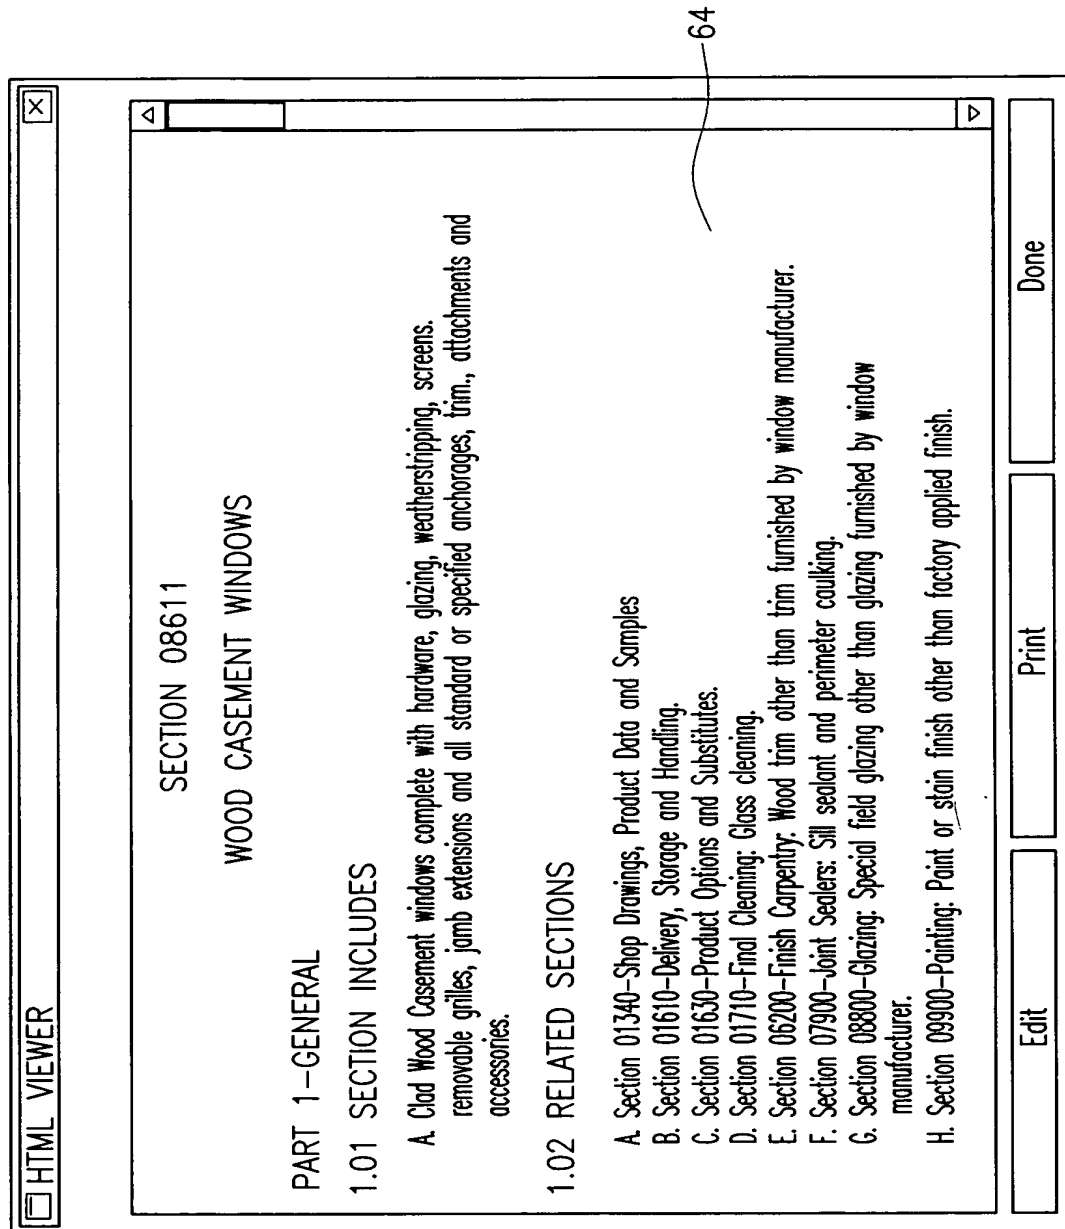 HTML VIEWER
SECTION 08611
WOOD CASEMENT WINDOWS
PART 1-GENERAL
1.01 SECTION INCLUDES
A. Clad Wood Casement windows complete with hardware, glazing, weatherstripping, screens.
removable grilles, jamb extensions and all standard or specified anchorages, trim., attachments and
accessories.
1.02 RELATED SECTIONS
A. Section 01340-Shop Drawings, Product Data and Samples
B. Section 01610-Delivery, Storage and Handling.
C. Section 01630-Product Options and Substitutes.
D. Section 01710-Final Cleaning: Glass cleaning.
E. Section 06200-Finish Carpentry: Wood trim other than trim furnished by window manufacturer.
F. Section 07900-Joint Sealers: Sill sealant and perimeter caulking.
G. Section 08800-Glazing: Special field glazing other than glazing furnished by window
manufacturer.
H. Section 09900-Painting: Paint or stain finish other than factory applied finish.
Edit Print Done
64